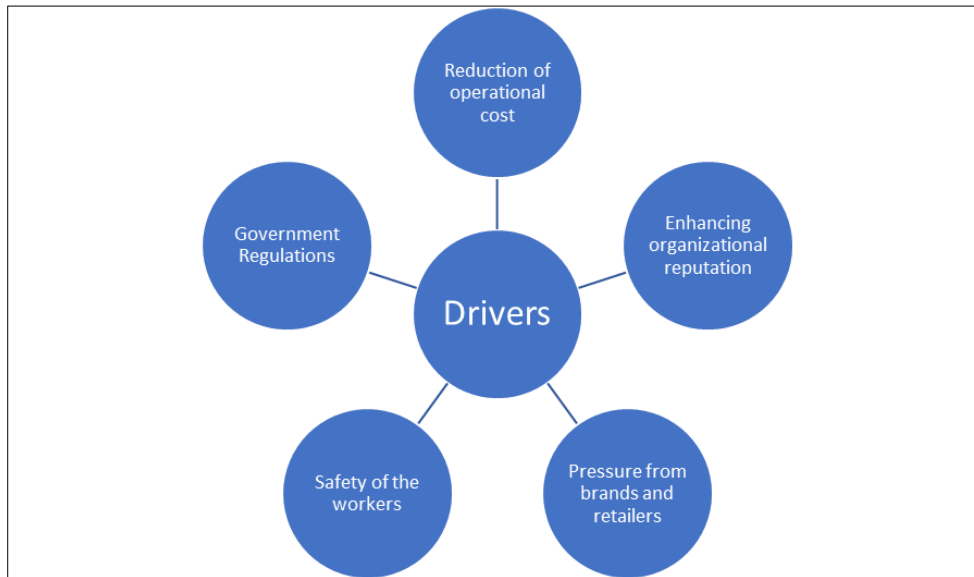 Reduction of
operational
cost
Enhancing
organizational
reputation
Pressure from
brands and
retailers
Safety of the
workers
Government
Regulations
Drivers